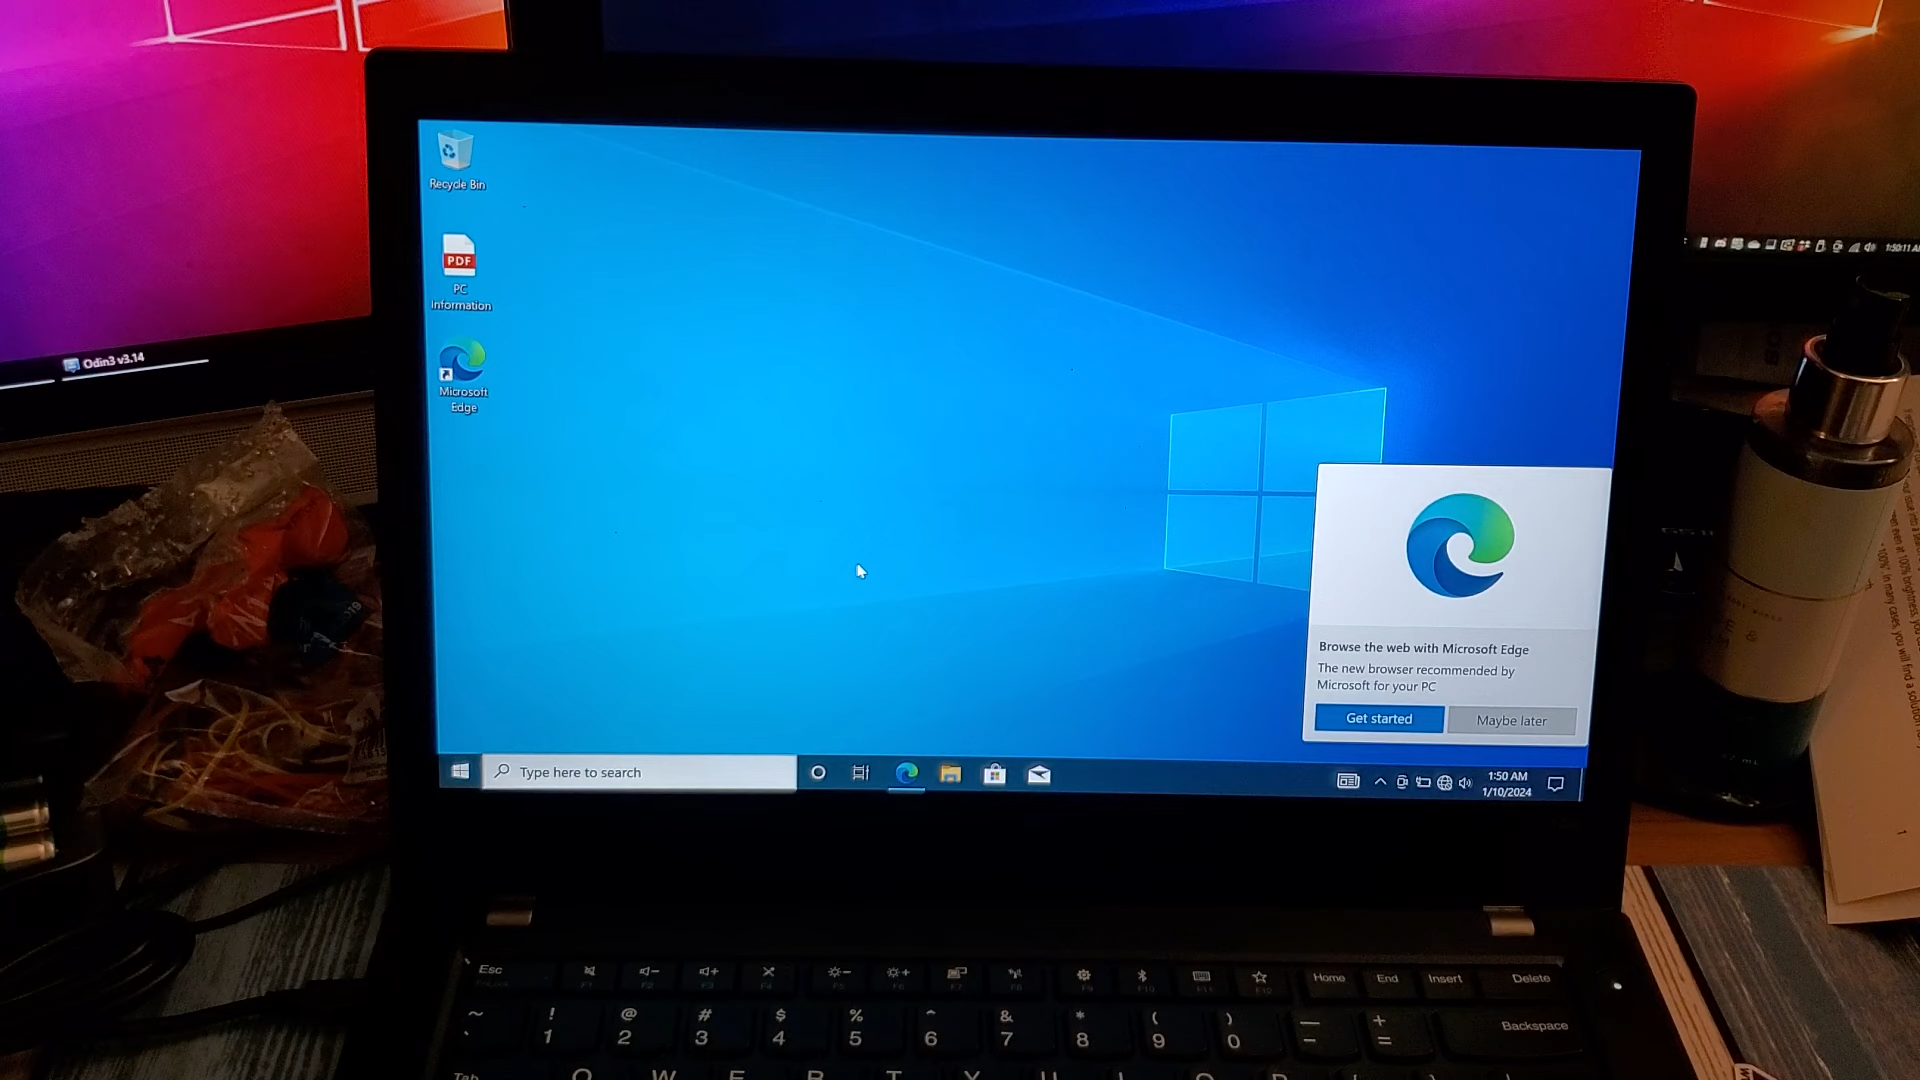 Recycle Bin
PDF
PC
Information
Microsoft
Edge
Odin3 v3.14
1:50:11 A
Browse the web with Microsoft Edge
The new browser recommended by
Microsoft for your PC
Get started
Maybe later
Type here to search
1:50 AM
1/10/2024
Esc
F1
F2
F3
F4
F5
F6
F7
F8
F9
F10
F11
F12
Home
End
Insert
Delete
~ ! @ # $ % ^ & * ( ) — +
` 1 2 3 4 5 6 7 8 9 0 - =
Backspace
Tab Q W E R T Y U I O P